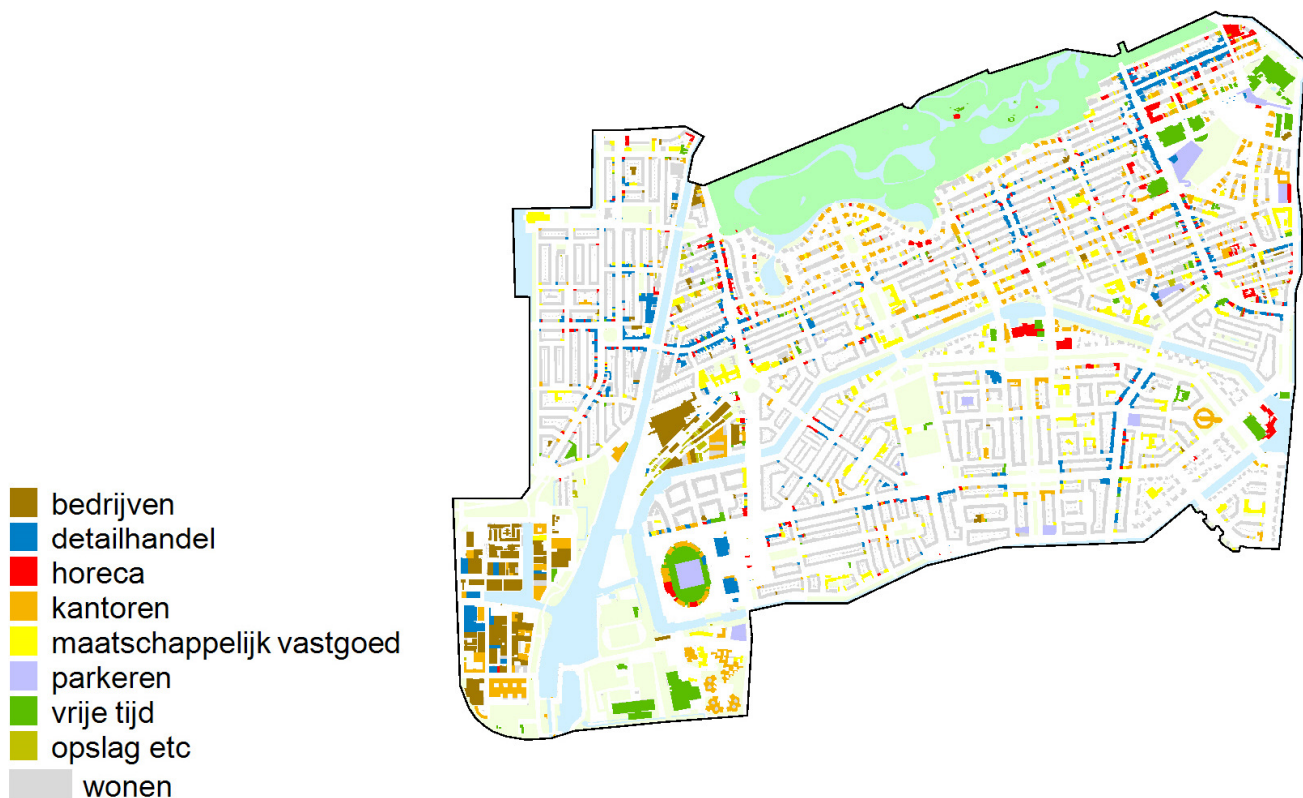 bedrijven
detailhandel
horeca
kantoren
maatschappelijk vastgoed
parkeren
vrije tijd
opslag etc
wonen